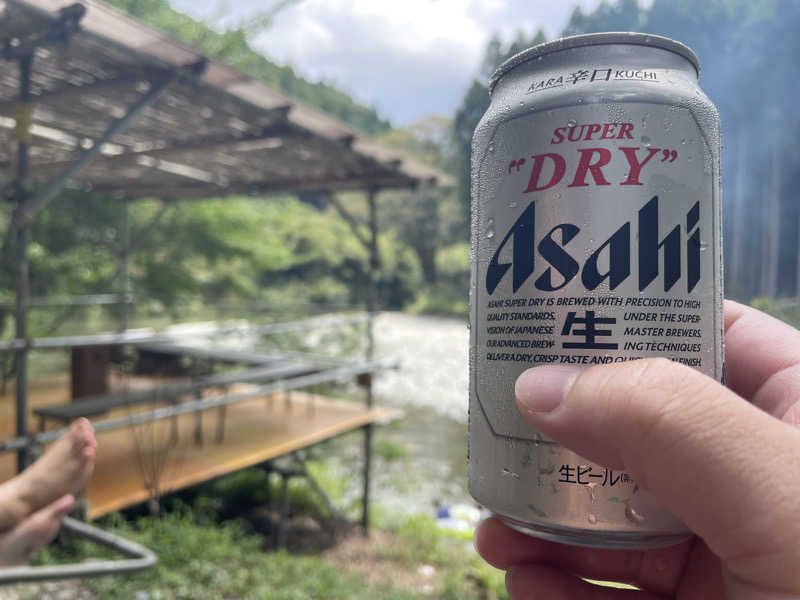 KARA 辛口 KUCHI
SUPER
"DRY"
Asahi
ASAHI SUPER DRY IS BREWED WITH PRECISION TO HIGH
QUALITY STANDARDS, UNDER THE SUPER-
VISION OF JAPANESE 生 MASTER BREWERS.
OUR ADVANCED BREW- ING TECHNIQUES
DELIVER A DRY, CRISP TASTE AND FINISH.
生ビール